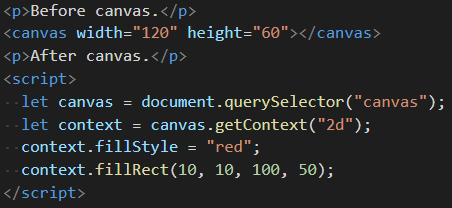 <p>Before canvas.</p>
<canvas width="120" height="60"></canvas>
<p>After canvas.</p>
<script>
  let canvas = document.querySelector("canvas");
  let context = canvas.getContext("2d");
  context.fillStyle = "red";
  context.fillRect(10, 10, 100, 50);
</script>